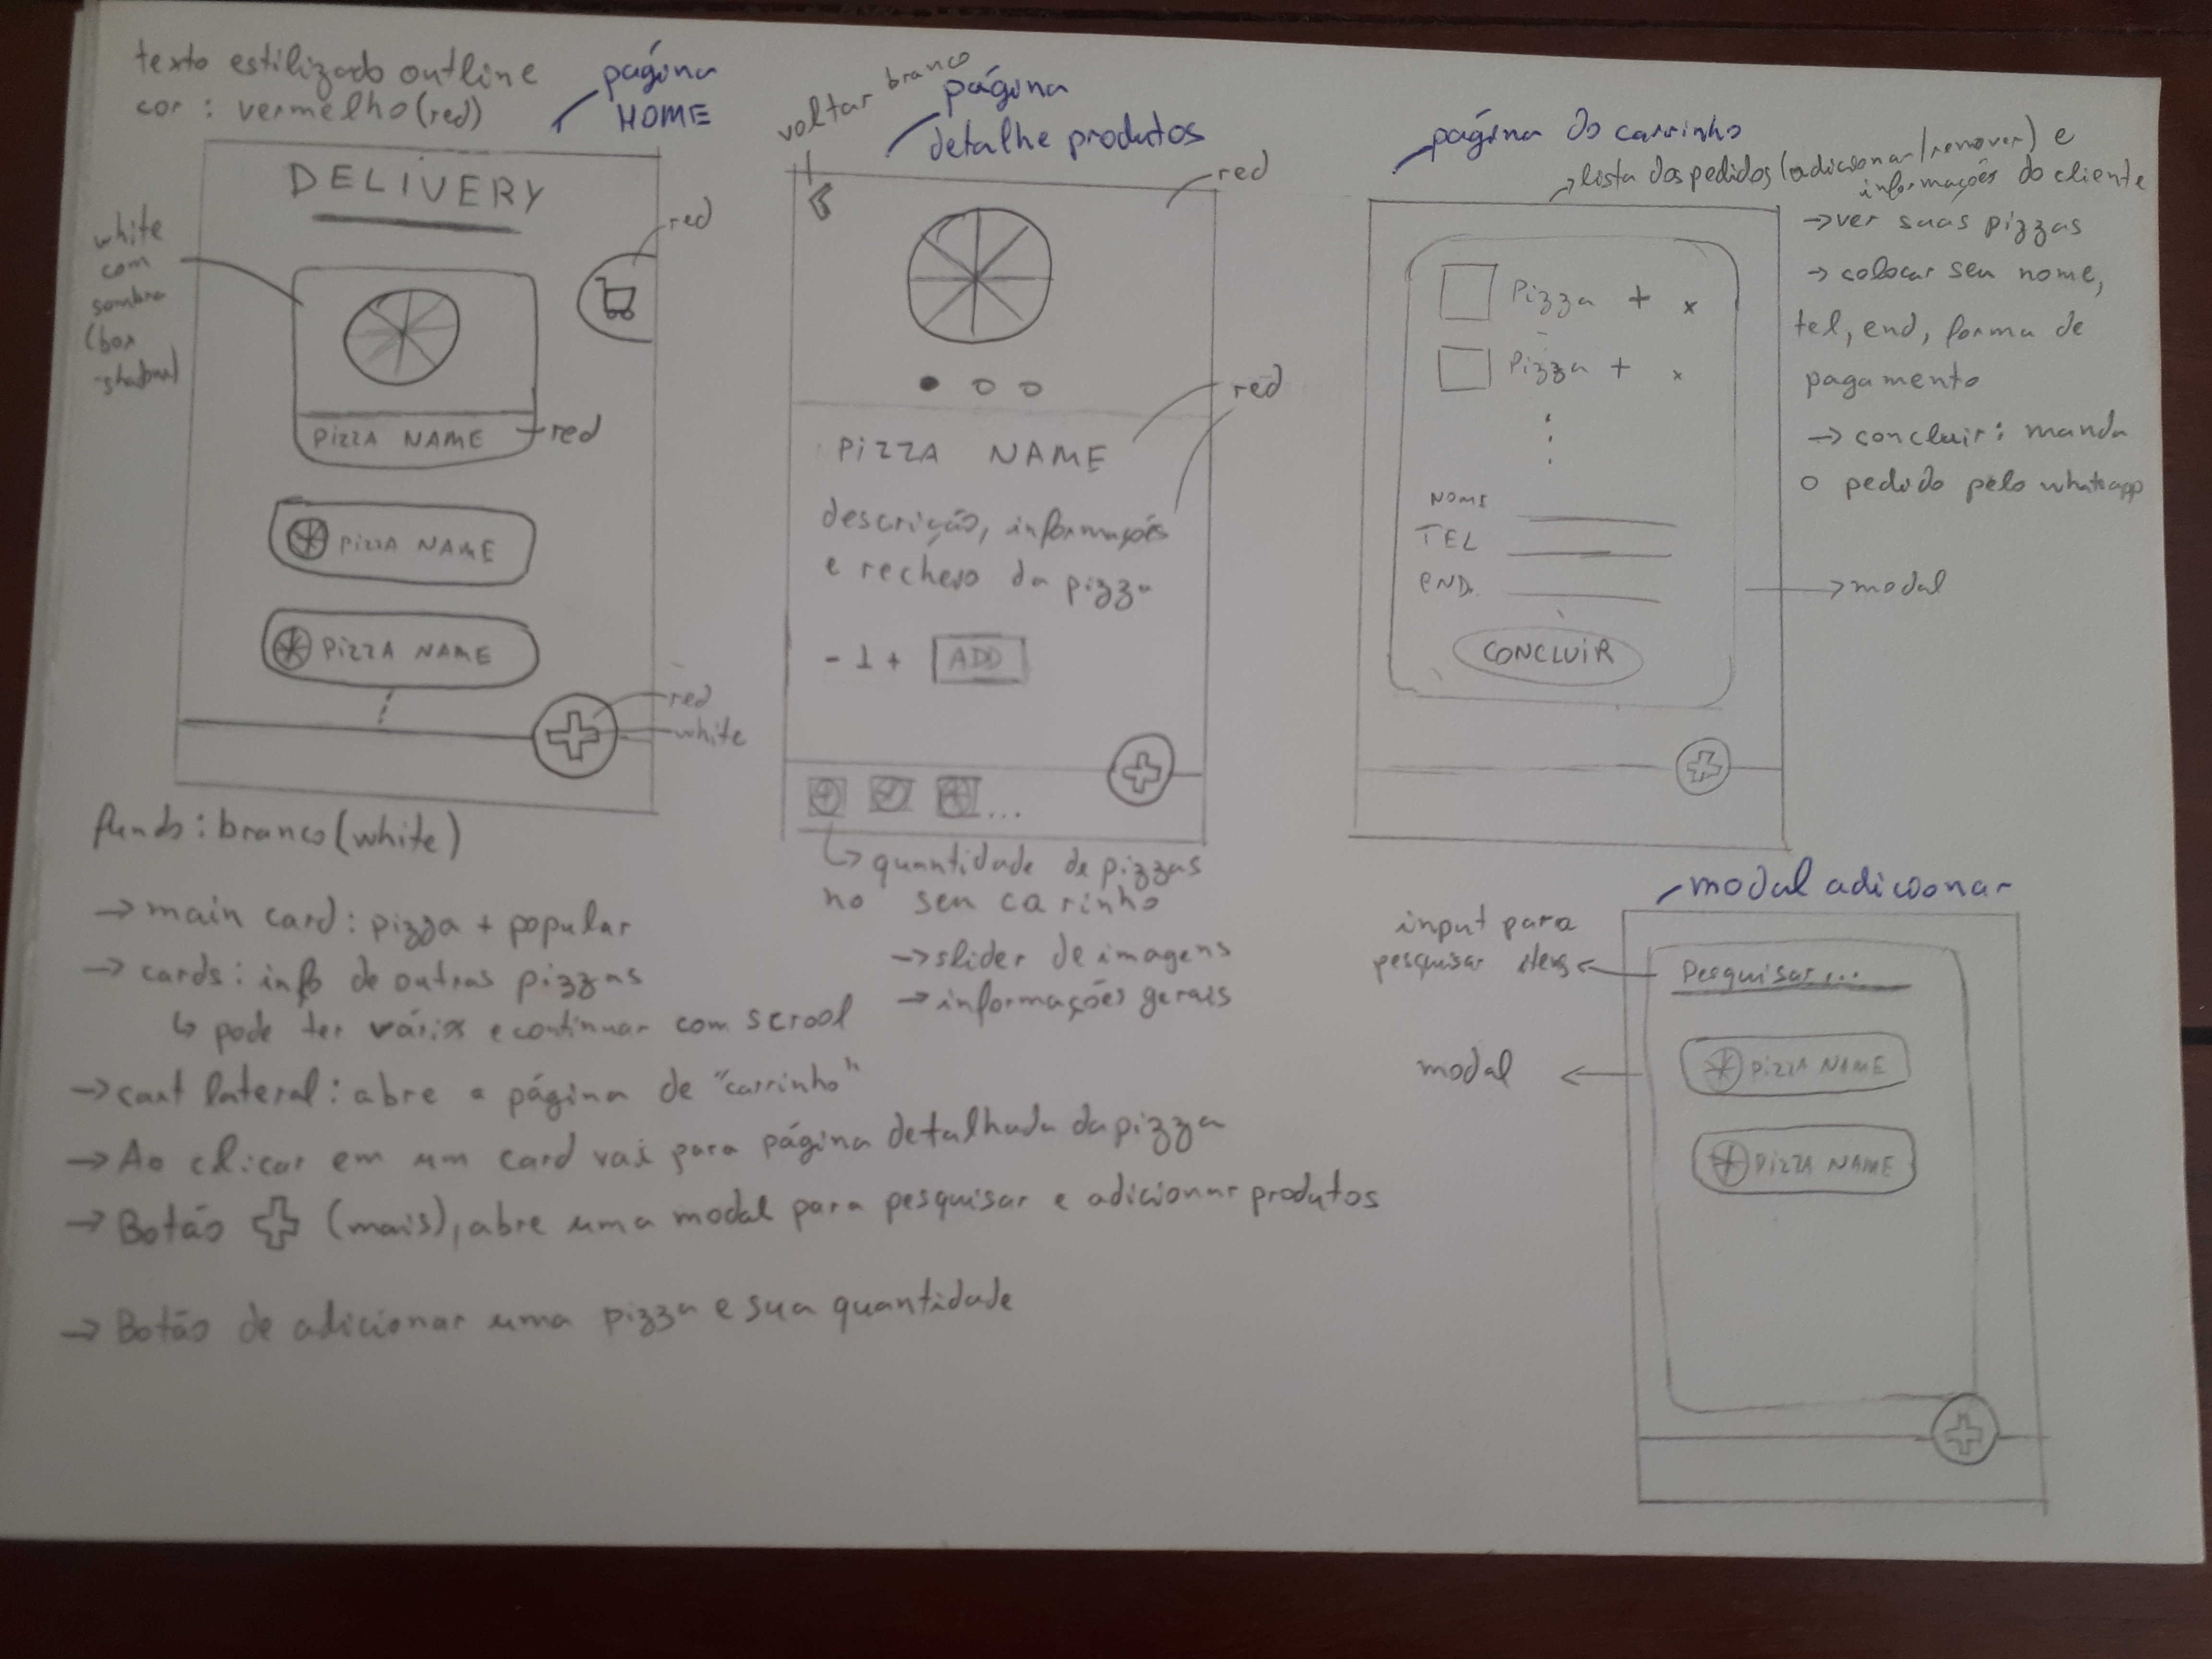 texto estilizado outline
cor : vermelho (red)
página
HOME
DELIVERY
white
com
sombra
(box
-shadow)
red
PIZZA NAME
red
PIZZA NAME
PIZZA NAME
red
white
fundo: branco (white)
→ main card: pizza + popular
→ cards: info de outras pizzas
↳ pode ter vários e continuar com scrool
→ cart lateral: abre a página de "carrinho"
→ Ao clicar em um card vai para página detalhada da pizza
→ Botão + (mais), abre uma modal para pesquisar e adicionar produtos
→ Botão de adicionar uma pizza e sua quantidade
voltar branco
página
detalhe produtos
red
red
PIZZA NAME
descrição, informações
e recheio da pizza
- 1 + ADD
...
↳ quantidade de pizzas
no seu carinho
→ slider de imagens
→ informações gerais
página do carrinho
→ lista dos pedidos (adicionar/remover) e
informações do cliente
→ ver suas pizzas
→ colocar seu nome,
tel, end, forma de
pagamento
→ concluir: manda
o pedido pelo whatsapp
Pizza + x
Pizza + x
NOME
TEL
END.
CONCLUIR
→ modal
modal adicionar
input para
pesquisar itens
Pesquisar...
modal
PIZZA NAME
PIZZA NAME